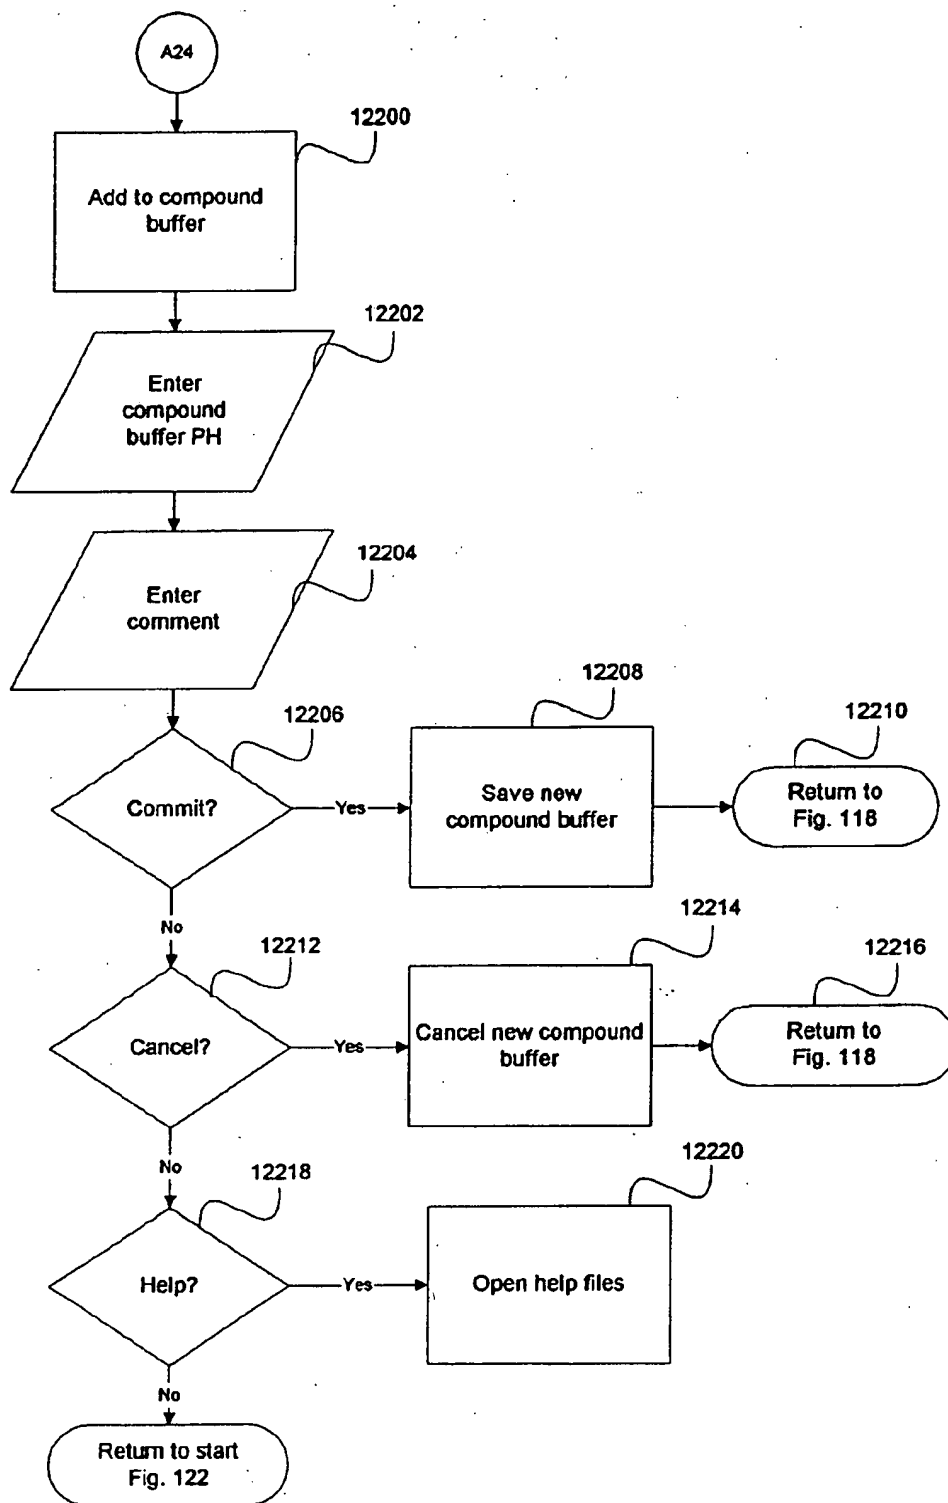 A24
12200
Add to compound
buffer
12202
Enter
compound
buffer PH
12204
Enter
comment
12206
Commit?
Yes
12208
Save new
compound buffer
12210
Return to
Fig. 118
No
12212
Cancel?
Yes
12214
Cancel new compound
buffer
12216
Return to
Fig. 118
No
12218
Help?
Yes
12220
Open help files
No
Return to start
Fig. 122